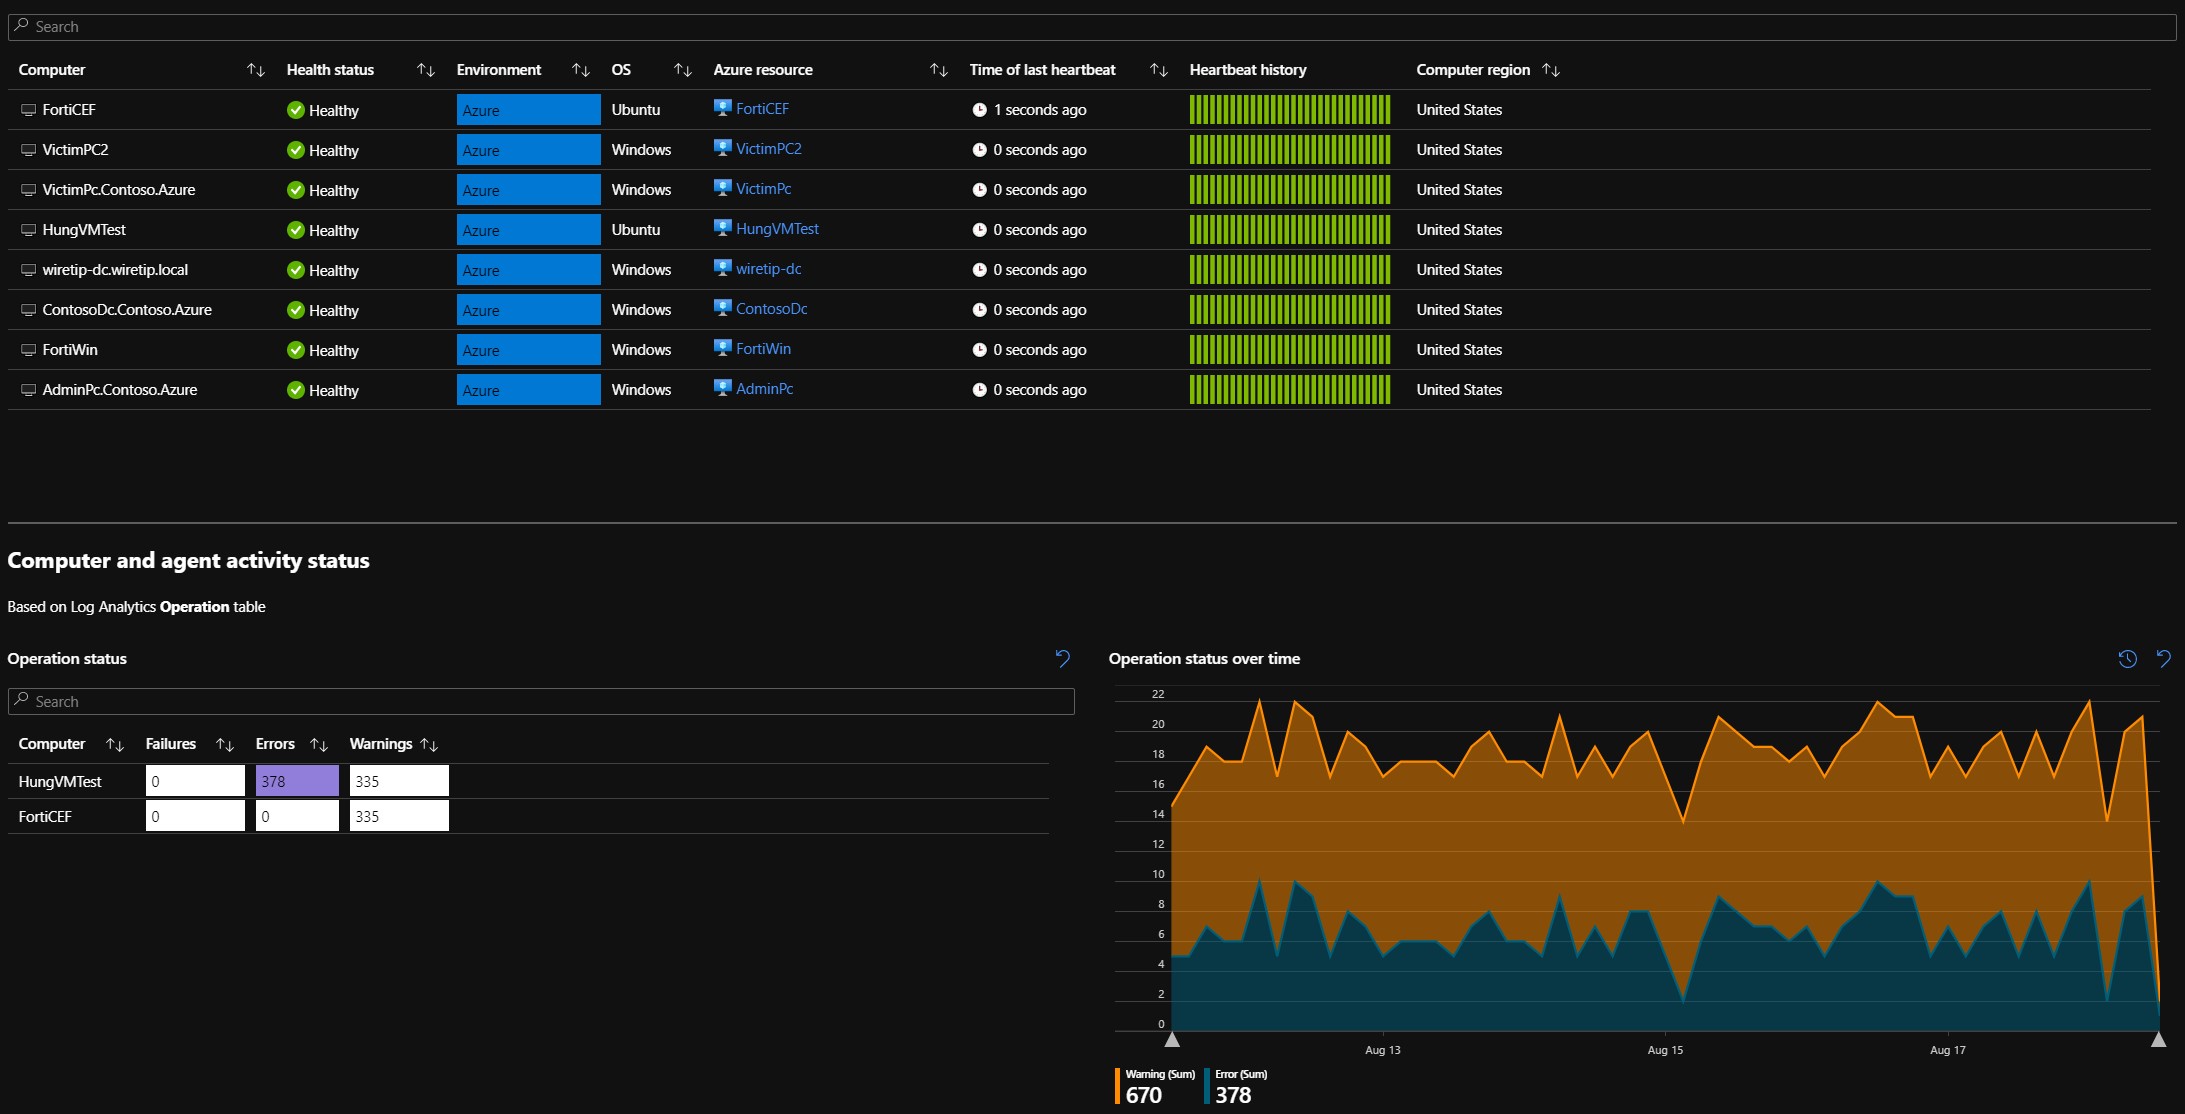 Search
Computer Health status Environment OS Azure resource Time of last heartbeat Heartbeat history Computer region
FortiCEF Healthy Azure Ubuntu FortiCEF 1 seconds ago United States
VictimPC2 Healthy Azure Windows VictimPC2 0 seconds ago United States
VictimPc.Contoso.Azure Healthy Azure Windows VictimPc 0 seconds ago United States
HungVMTest Healthy Azure Ubuntu HungVMTest 0 seconds ago United States
wiretip-dc.wiretip.local Healthy Azure Windows wiretip-dc 0 seconds ago United States
ContosoDc.Contoso.Azure Healthy Azure Windows ContosoDc 0 seconds ago United States
FortiWin Healthy Azure Windows FortiWin 0 seconds ago United States
AdminPc.Contoso.Azure Healthy Azure Windows AdminPc 0 seconds ago United States
Computer and agent activity status
Based on Log Analytics Operation table
Operation status
Search
Computer Failures Errors Warnings
HungVMTest 0 378 335
FortiCEF 0 0 335
Operation status over time
22
20
18
16
14
12
10
8
6
4
2
0
Aug 13 Aug 15 Aug 17
Warning (Sum) Error (Sum)
670 378